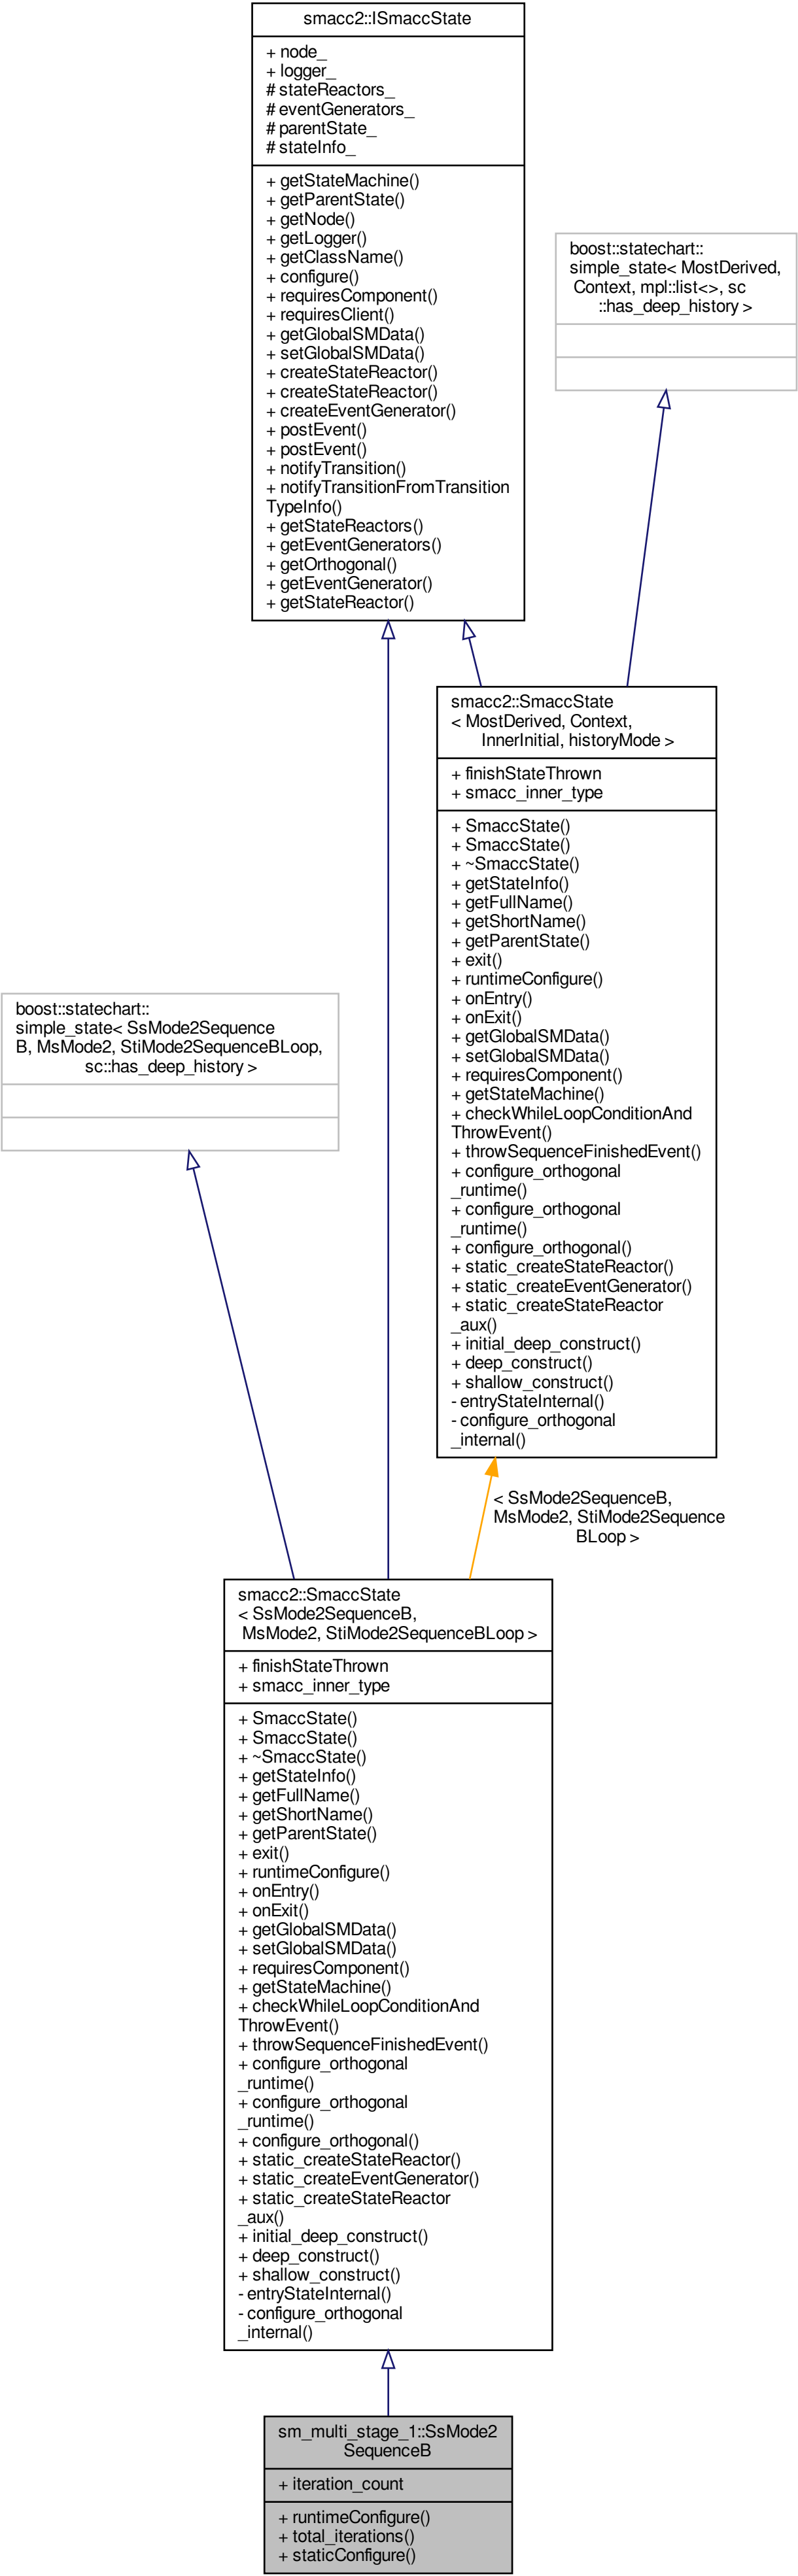 smacc2::ISmaccState
+ node_
+ logger_
# stateReactors_
# eventGenerators_
# parentState_
# stateInfo_
+ getStateMachine()
+ getParentState()
+ getNode()
+ getLogger()
+ getClassName()
+ configure()
+ requiresComponent()
+ requiresClient()
+ getGlobalSMData()
+ setGlobalSMData()
+ createStateReactor()
+ createStateReactor()
+ createEventGenerator()
+ postEvent()
+ postEvent()
+ notifyTransition()
+ notifyTransitionFromTransition
TypeInfo()
+ getStateReactors()
+ getEventGenerators()
+ getOrthogonal()
+ getEventGenerator()
+ getStateReactor()
boost::statechart::
simple_state< MostDerived,
Context, mpl::list<>, sc
::has_deep_history >
smacc2::SmaccState
< MostDerived, Context,
InnerInitial, historyMode >
+ finishStateThrown
+ smacc_inner_type
+ SmaccState()
+ SmaccState()
+ ~SmaccState()
+ getStateInfo()
+ getFullName()
+ getShortName()
+ getParentState()
+ exit()
+ runtimeConfigure()
+ onEntry()
+ onExit()
+ getGlobalSMData()
+ setGlobalSMData()
+ requiresComponent()
+ getStateMachine()
+ checkWhileLoopConditionAnd
ThrowEvent()
+ throwSequenceFinishedEvent()
+ configure_orthogonal
_runtime()
+ configure_orthogonal
_runtime()
+ configure_orthogonal()
+ static_createStateReactor()
+ static_createEventGenerator()
+ static_createStateReactor
_aux()
+ initial_deep_construct()
+ deep_construct()
+ shallow_construct()
- entryStateInternal()
- configure_orthogonal
_internal()
boost::statechart::
simple_state< SsMode2Sequence
B, MsMode2, StiMode2SequenceBLoop,
sc::has_deep_history >
< SsMode2SequenceB,
MsMode2, StiMode2Sequence
BLoop >
smacc2::SmaccState
< SsMode2SequenceB,
MsMode2, StiMode2SequenceBLoop >
+ finishStateThrown
+ smacc_inner_type
+ SmaccState()
+ SmaccState()
+ ~SmaccState()
+ getStateInfo()
+ getFullName()
+ getShortName()
+ getParentState()
+ exit()
+ runtimeConfigure()
+ onEntry()
+ onExit()
+ getGlobalSMData()
+ setGlobalSMData()
+ requiresComponent()
+ getStateMachine()
+ checkWhileLoopConditionAnd
ThrowEvent()
+ throwSequenceFinishedEvent()
+ configure_orthogonal
_runtime()
+ configure_orthogonal
_runtime()
+ configure_orthogonal()
+ static_createStateReactor()
+ static_createEventGenerator()
+ static_createStateReactor
_aux()
+ initial_deep_construct()
+ deep_construct()
+ shallow_construct()
- entryStateInternal()
- configure_orthogonal
_internal()
sm_multi_stage_1::SsMode2
SequenceB
+ iteration_count
+ runtimeConfigure()
+ total_iterations()
+ staticConfigure()